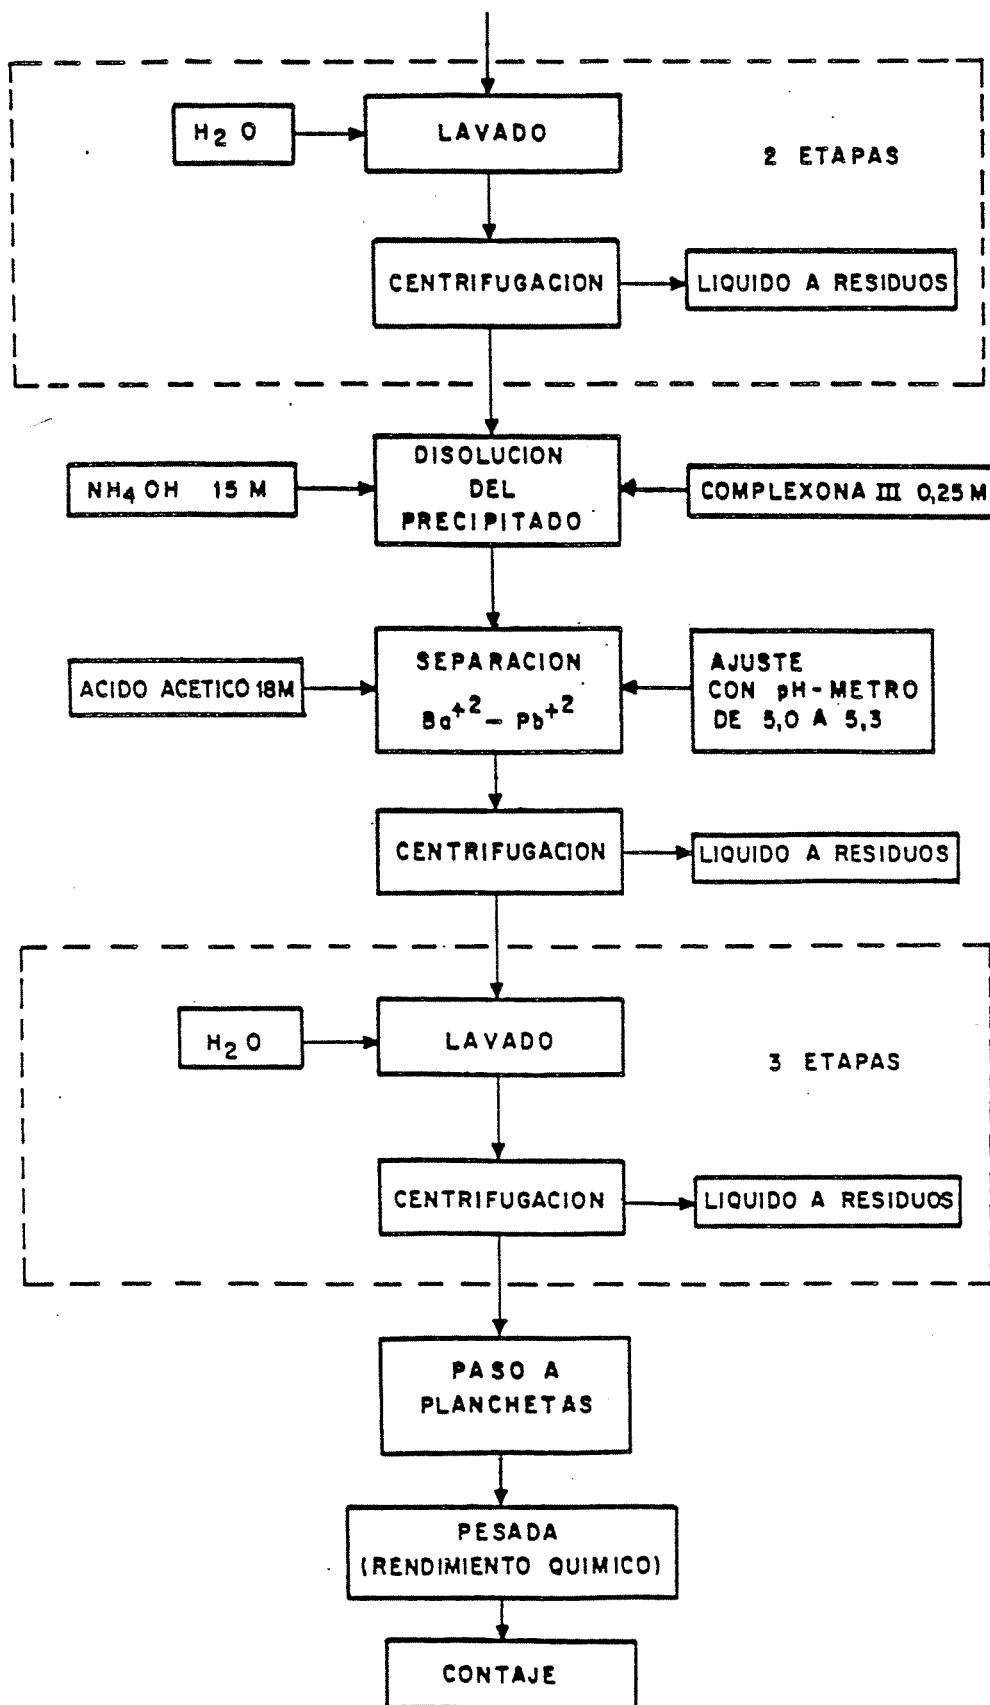 H2O
LAVADO
2 ETAPAS
CENTRIFUGACION
LIQUIDO A RESIDUOS
NH4OH 15 M
DISOLUCION
DEL
PRECIPITADO
COMPLEXONA III 0,25M
ACIDO ACETICO 18M
SEPARACION
Ba+2 – Pb+2
AJUSTE
CON pH-METRO
DE 5,0 A 5,3
CENTRIFUGACION
LIQUIDO A RESIDUOS
H2O
LAVADO
3 ETAPAS
CENTRIFUGACION
LIQUIDO A RESIDUOS
PASO A
PLANCHETAS
PESADA
(RENDIMIENTO QUIMICO)
CONTAJE